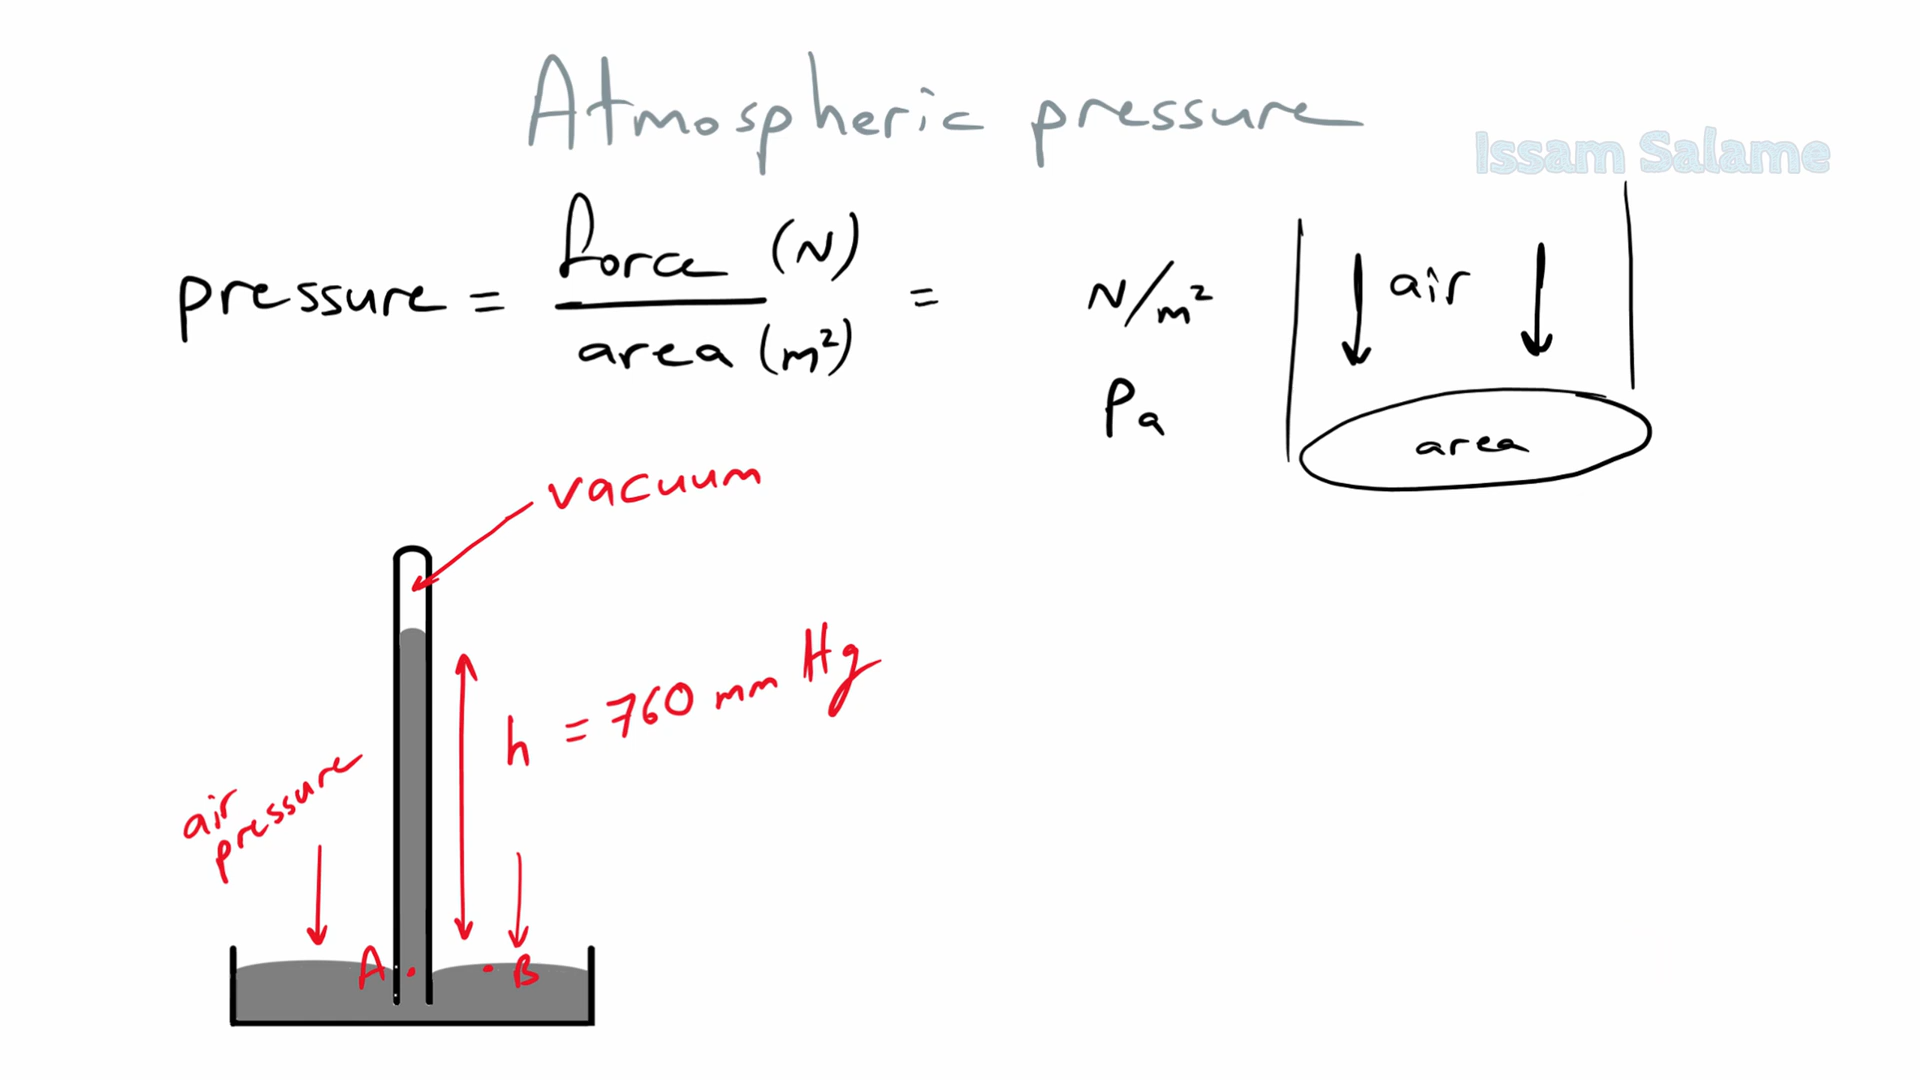 Atmospheric pressure
Issam Salame
pressure = force (N) / area (m²) = N/m²
Pa
air
area
vacuum
h = 760 mm Hg
air
pressure
A
B